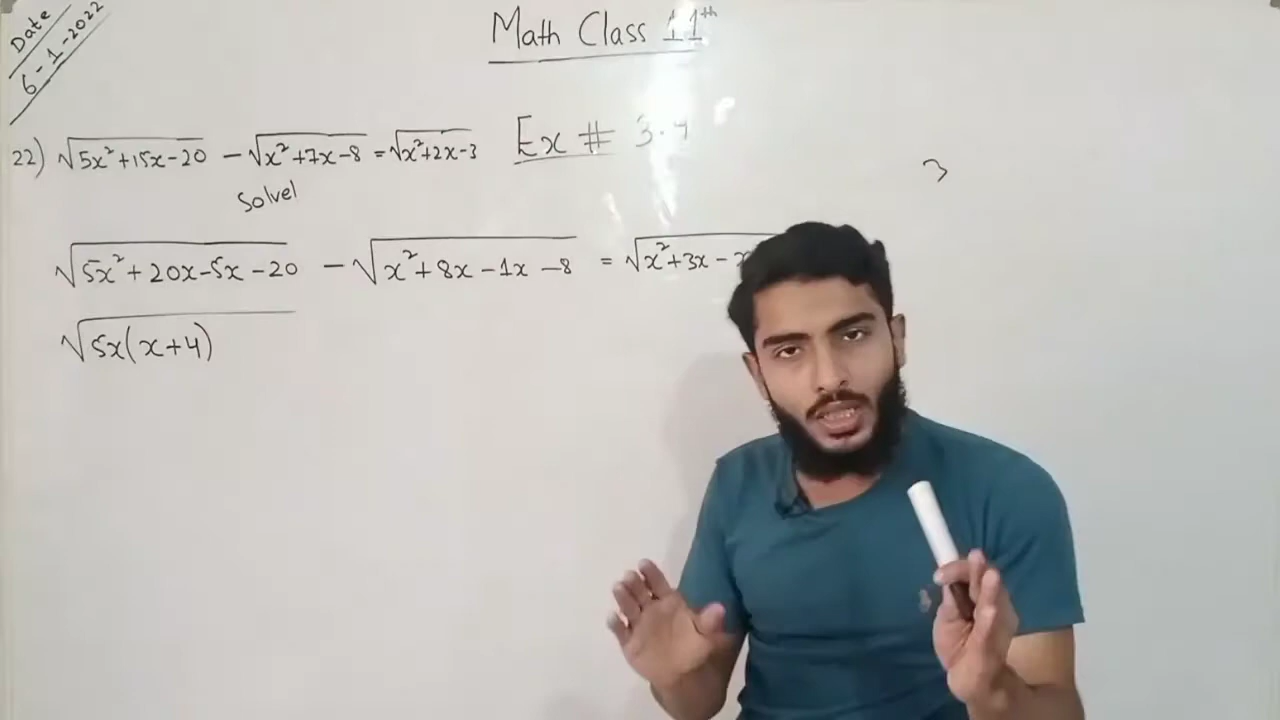 Date
6-1-2022
Math Class 11th
Ex # 3.4
22) √5x²+15x-20 - √x²+7x-8 = √x²+2x-3
Solve
√5x²+20x-5x-20 - √x²+8x-1x-8 = √x²+3x-
√5x(x+4)